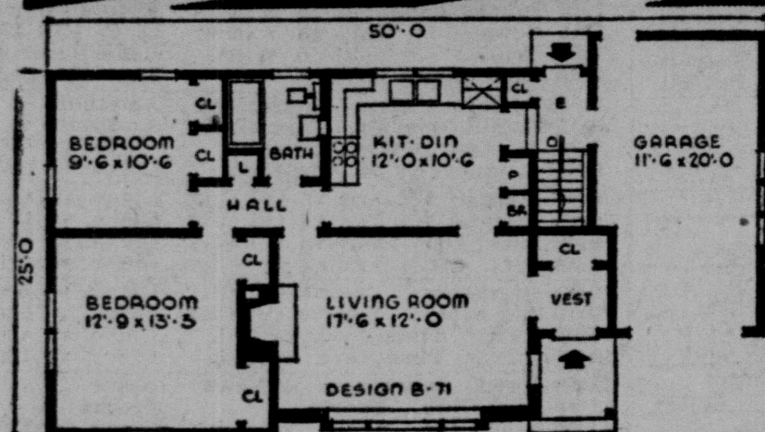 50'-0
CL
CL
BEDROOM
9'-6 x 10'-6
CL
BATH
L
KIT-DIN
12'-0 x 10'-6
E
D
P
BR
GARAGE
11'-6 x 20'-0
HALL
25'-0
CL
CL
BEDROOM
12'-9 x 13'-3
LIVING ROOM
17'-6 x 12'-0
VEST
CL
DESIGN B-71